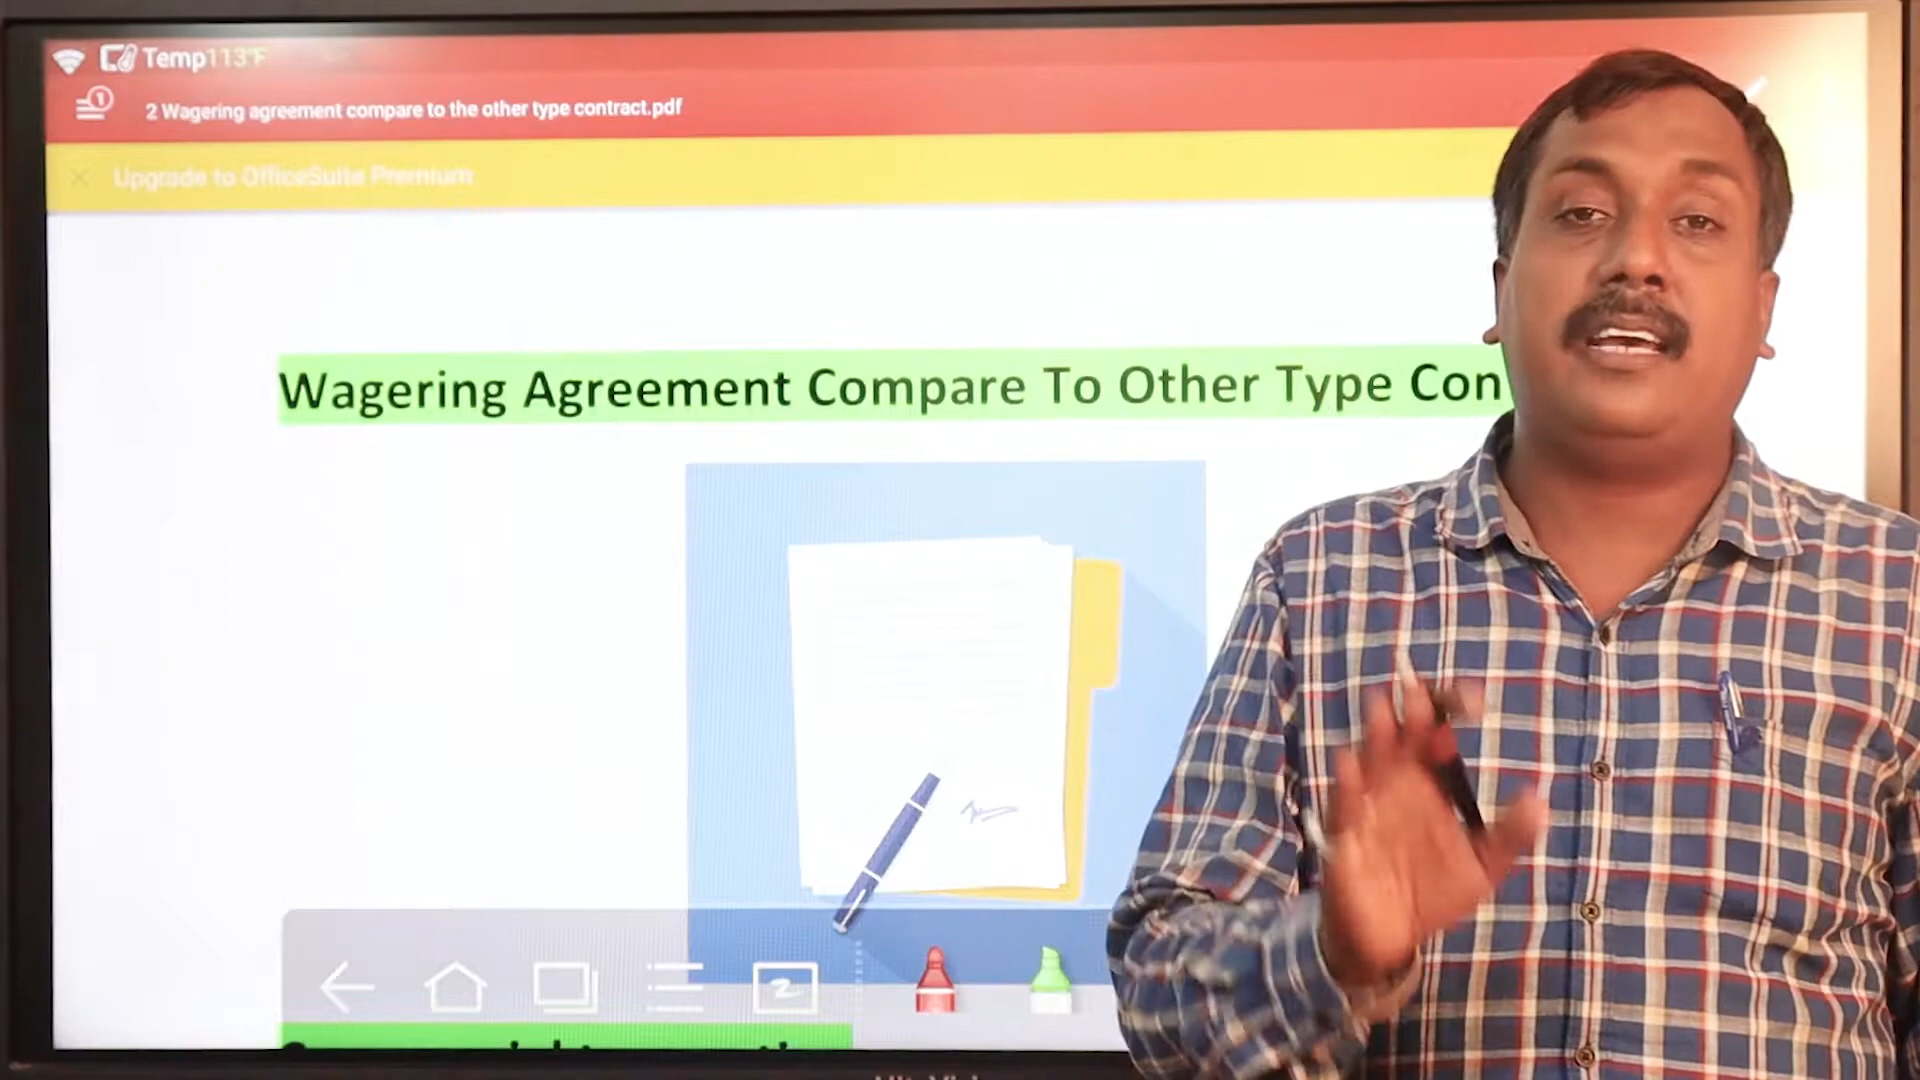 Temp113°F
2 Wagering agreement compare to the other type contract.pdf
Upgrade to OfficeSuite Premium
Wagering Agreement Compare To Other Type Con